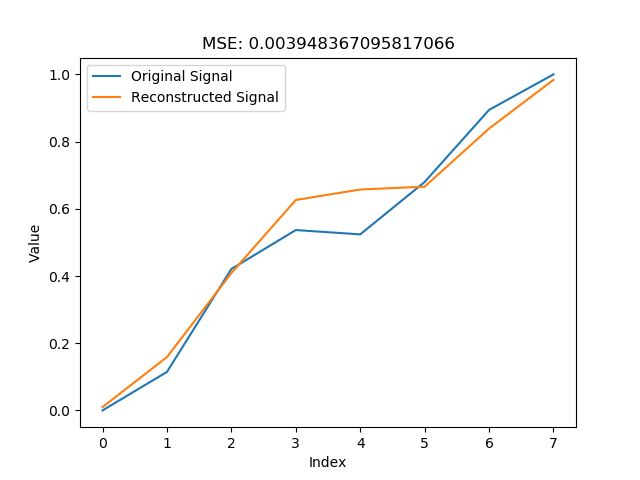 MSE: 0.003948367095817066
Original Signal
Reconstructed Signal
1.0
0.8
0.6
0.4
0.2
0.0
Value
0 1 2 3 4 5 6 7
Index